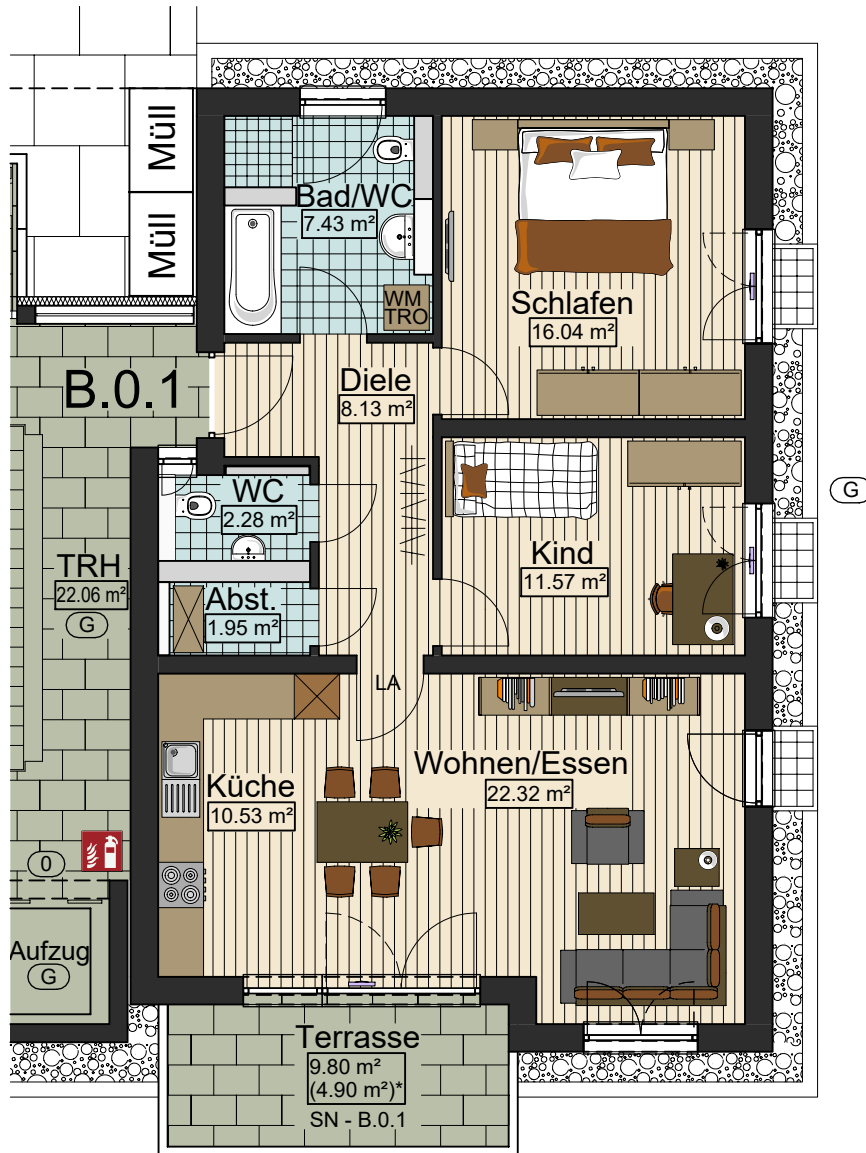 Müll
Müll
Bad/WC
7.43 m²
WM
TRO
Schlafen
16.04 m²
B.0.1
Diele
8.13 m²
WC
2.28 m²
G
Kind
11.57 m²
TRH
22.06 m²
G
Abst.
1.95 m²
LA
Küche
10.53 m²
Wohnen/Essen
22.32 m²
0
Aufzug
G
Terrasse
9.80 m²
(4.90 m²)*
SN - B.0.1